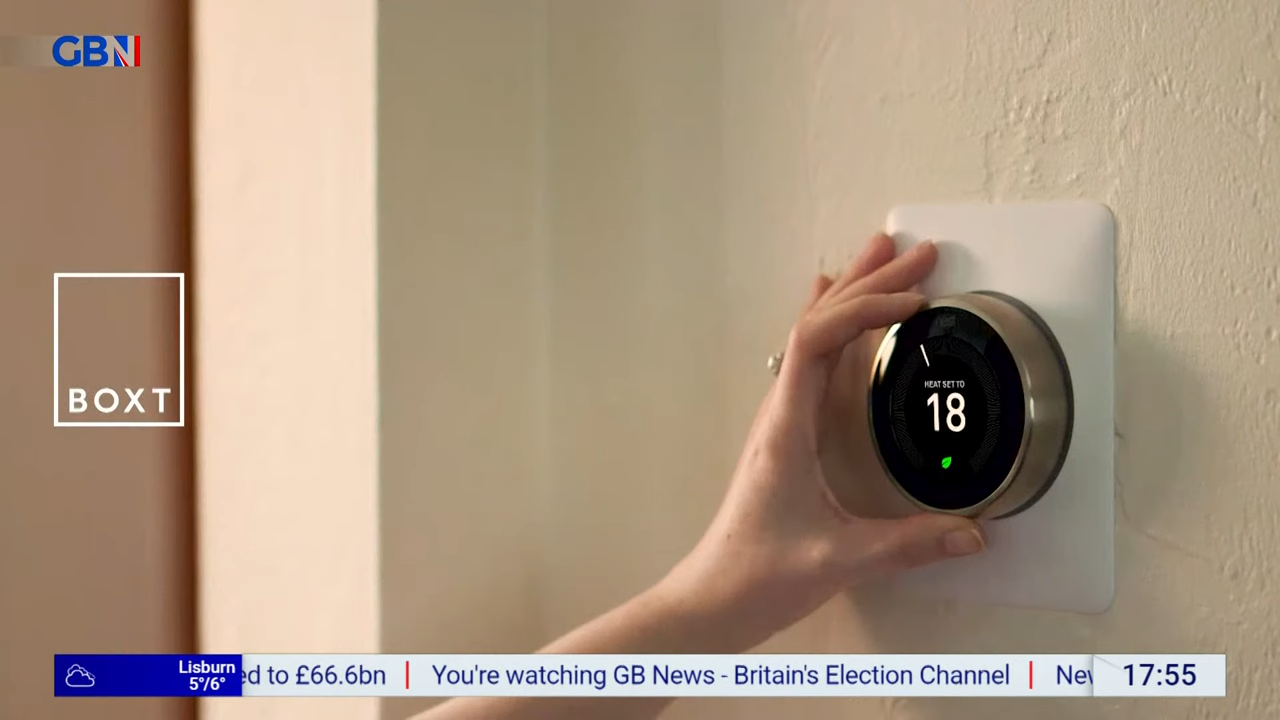 GBN
BOXT
HEAT SET TO
18
Lisburn
5°/6°
ed to £66.6bn | You're watching GB News - Britain's Election Channel | Nev
17:55